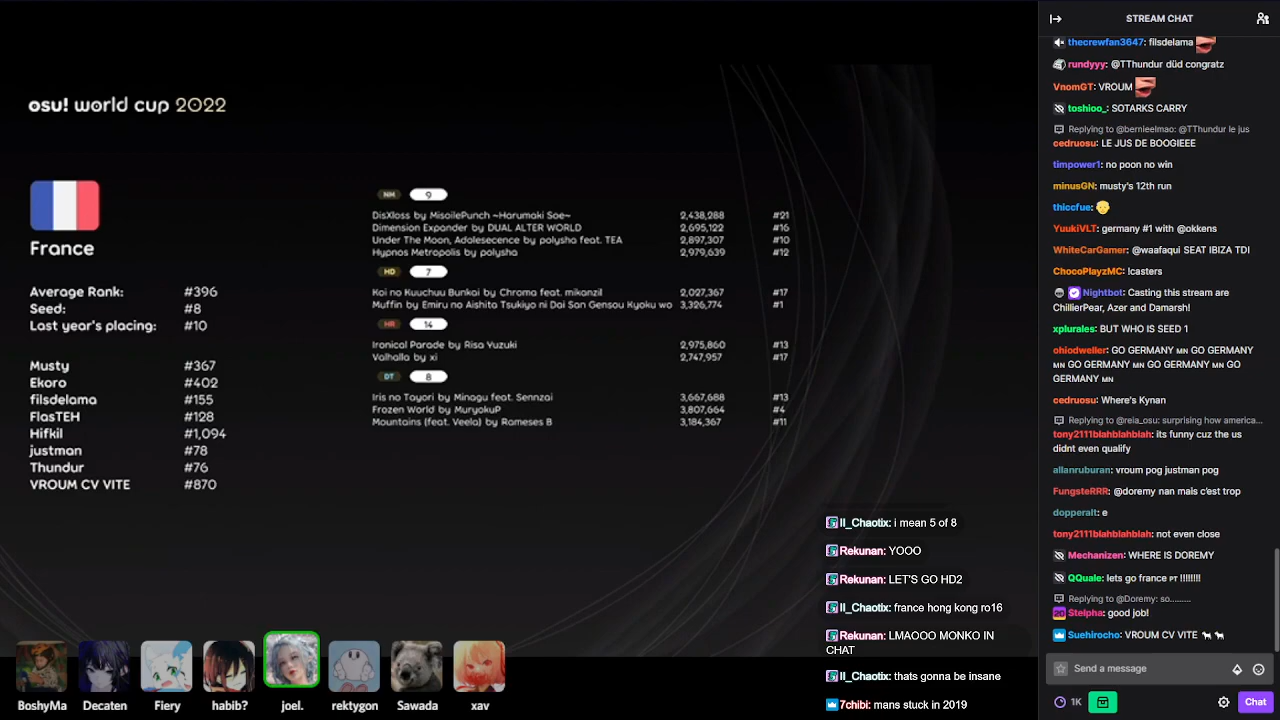 osu! world cup 2022
France
Average Rank: #396
Seed: #8
Last year's placing: #10
Musty #367
Ekoro #402
filsdelama #155
FlasTEH #128
Hifkil #1,094
justman #78
Thundur #76
VROUM CV VITE #870
NM 9
DisXloss by MisoilePunch ~Harumaki Soe~ 2,438,288 #21
Dimension Expander by DUAL ALTER WORLD 2,695,122 #16
Under The Moon, Adolesecence by polysha feat. TEA 2,897,307 #10
Hypnos Metropolis by polysha 2,979,639 #12
HD 7
Koi no Kuuchuu Bunkai by Chroma feat. mikanzil 2,027,367 #17
Muffin by Emiru no Aishita Tsukiyo ni Dai San Gensou Kyoku wo 3,326,774 #1
HR 14
Ironical Parade by Risa Yuzuki 2,975,860 #13
Valhalla by xi 2,747,957 #17
DT 8
Iris no Tayori by Minagu feat. Sennzai 3,667,688 #13
Frozen World by MuryokuP 3,807,664 #4
Mountains (feat. Veela) by Rameses B 3,184,367 #11
II_Chaotix: i mean 5 of 8
Rekunan: YOOO
Rekunan: LET'S GO HD2
II_Chaotix: france hong kong ro16
Rekunan: LMAOOO MONKO IN
CHAT
II_Chaotix: thats gonna be insane
7chibi: mans stuck in 2019
BoshyMa Decaten Fiery habib? joel. rektygon Sawada xav
STREAM CHAT
thecrewfan3647: filsdelama
rundyyy: @TThundur düd congratz
VnomGT: VROUM
toshioo_: SOTARKS CARRY
Replying to @bernieelmao: @TThundur le jus
cedruosu: LE JUS DE BOOGIEEE
timpower1: no poon no win
minusGN: musty's 12th run
thiccfue:
YuukiVLT: germany #1 with @okkens
WhiteCarGamer: @waafaqui SEAT IBIZA TDI
ChocoPlayzMC: !casters
Nightbot: Casting this stream are
ChillierPear, Azer and Damarsh!
xplurales: BUT WHO IS SEED 1
ohiodweller: GO GERMANY MN GO GERMANY
MN GO GERMANY MN GO GERMANY MN GO
GERMANY MN
cedruosu: Where's Kynan
Replying to @reia_osu: surprising how america...
tony2111blahblahblah: its funny cuz the us
didnt even qualify
allanruburan: vroum pog justman pog
FungsteRRR: @doremy nan mais c'est trop
dopperalt: e
tony2111blahblahblah: not even close
Mechanizen: WHERE IS DOREMY
QQuale: lets go france PT !!!!!!!!
Replying to @Doremy: so.........
Stelpha: good job!
Suehirocho: VROUM CV VITE
Send a message
1K
Chat